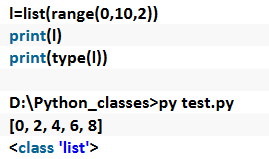 l=list(range(0,10,2))
print(l)
print(type(l))
D:\Python_classes>py test.py
[0, 2, 4, 6, 8]
<class 'list'>